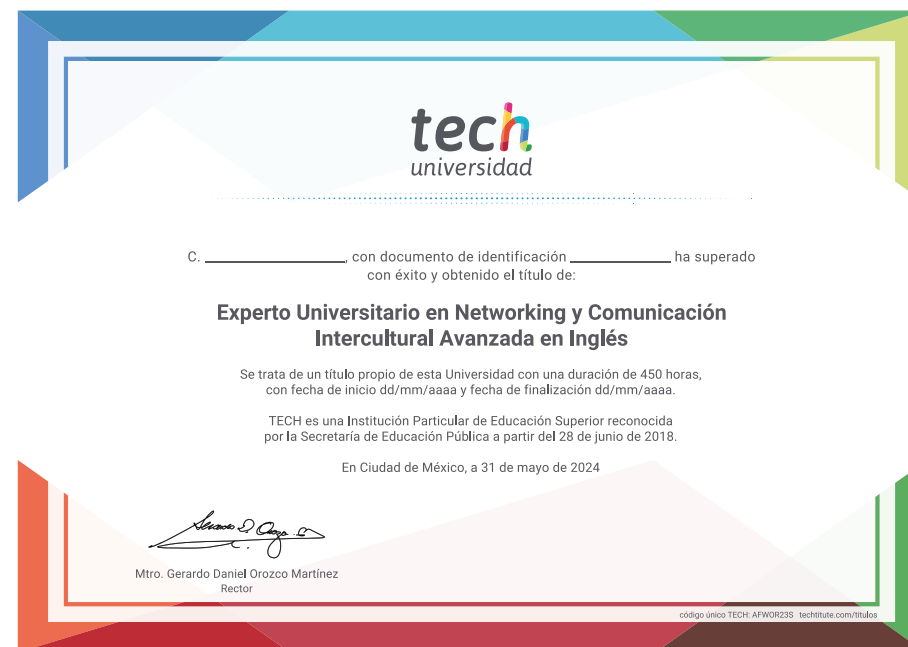 tech
universidad
C. ____________, con documento de identificación ____________ ha superado
con éxito y obtenido el título de:
Experto Universitario en Networking y Comunicación
Intercultural Avanzada en Inglés
Se trata de un título propio de esta Universidad con una duración de 450 horas,
con fecha de inicio dd/mm/aaaa y fecha de finalización dd/mm/aaaa.
TECH es una Institución Particular de Educación Superior reconocida
por la Secretaría de Educación Pública a partir del 28 de junio de 2018.
En Ciudad de México, a 31 de mayo de 2024
Mtro. Gerardo Daniel Orozco Martínez
Rector
código único TECH: AFWOR23S techtitute.com/titulos